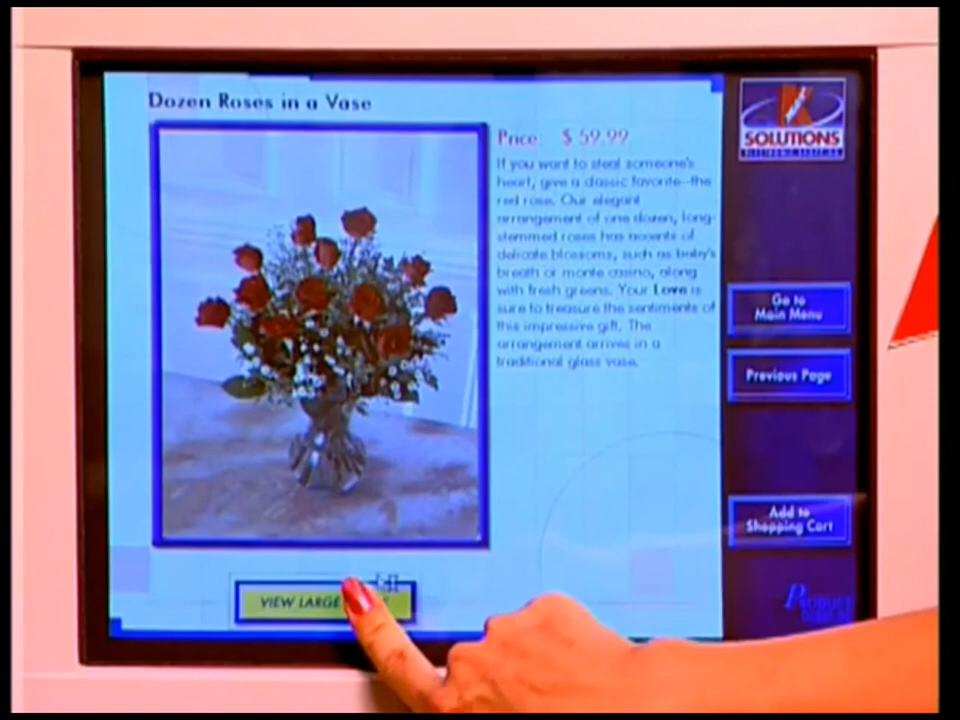 Dozen Roses in a Vase
Price: $ 59.99
If you want to steal someone's
heart, give a classic favorite--the
red rose. Our elegant
arrangement of one dozen, long-
stemmed roses has accents of
delicate blossoms, such as baby's
breath or monte casino, along
with fresh greens. Your Love is
sure to treasure the sentiments of
this impressive gift. The
arrangement arrives in a
traditional glass vase.
VIEW LARGE
K
SOLUTIONS
Go to
Main Menu
Previous Page
Add to
Shopping Cart